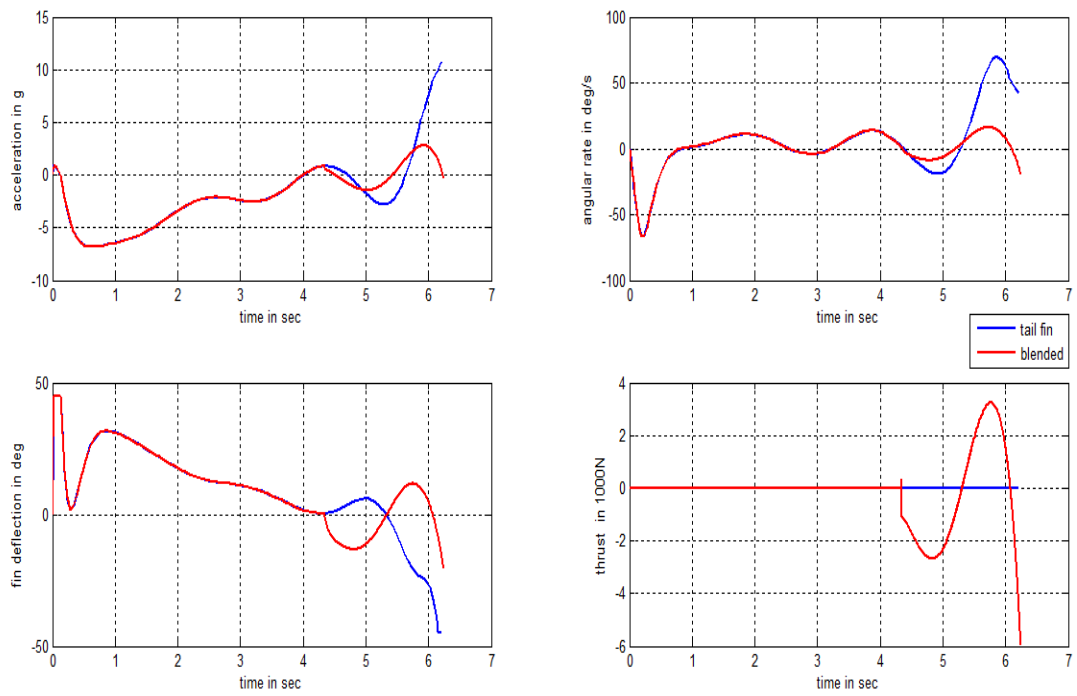 15
10
5
0
-5
-10
acceleration in g
0 1 2 3 4 5 6 7
time in sec
100
50
0
-50
-100
angular rate in deg/s
0 1 2 3 4 5 6 7
time in sec
tail fin
blended
50
0
-50
fin deflection in deg
0 1 2 3 4 5 6 7
time in sec
4
2
0
-2
-4
-6
thrust in 1000N
0 1 2 3 4 5 6 7
time in sec